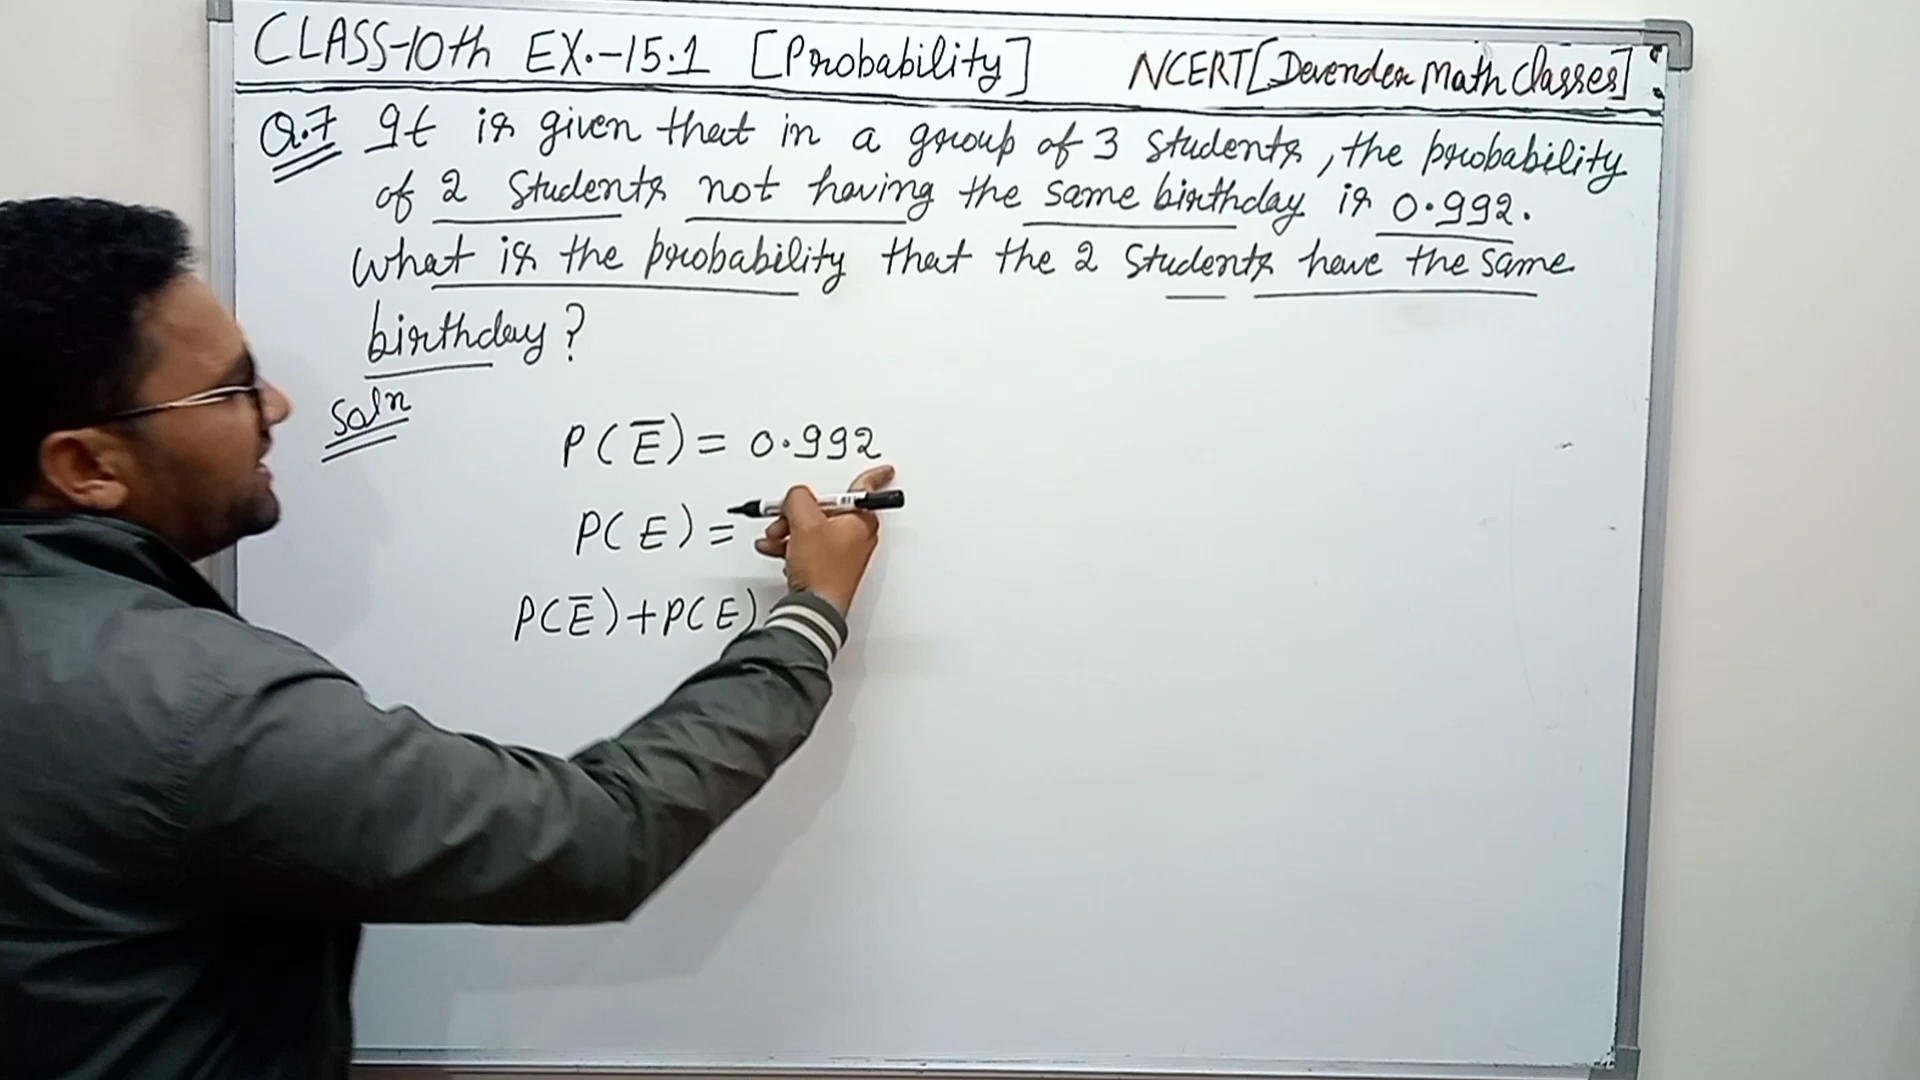 CLASS-10th EX.-15.1 [Probability] NCERT [Devender Math Classes]
Q.7 It is given that in a group of 3 students, the probability
of 2 students not having the same birthday is 0.992.
What is the probability that the 2 students have the same
birthday?
Soln
P(E̅) = 0.992
P(E) =
P(E̅)+P(E)